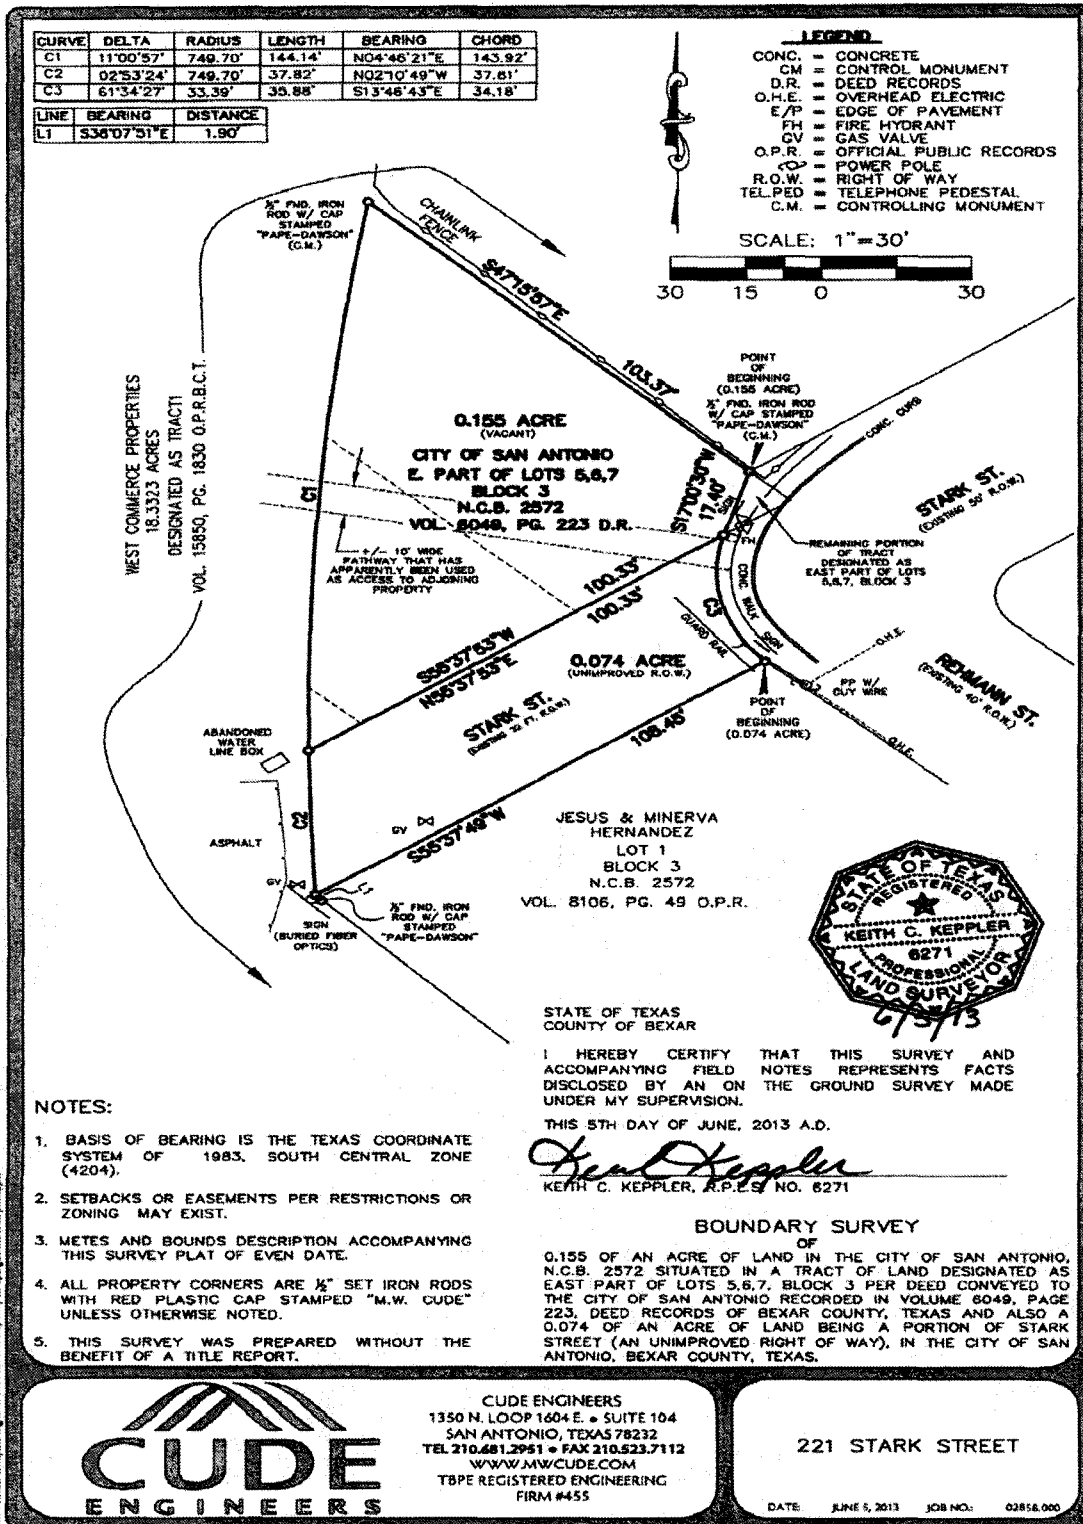 CURVE DELTA RADIUS LENGTH BEARING CHORD
C1 11°00'57" 749.70' 144.14' N04°46'21"E 143.92'
C2 02°53'24" 749.70' 37.82' N02°10'49"W 37.81'
C3 61°34'27" 33.39' 35.88' S13°46'43"E 34.18'
LINE BEARING DISTANCE
L1 S36°07'51"E 1.90'
LEGEND
CONC. = CONCRETE
CM = CONTROL MONUMENT
D.R. = DEED RECORDS
O.H.E. = OVERHEAD ELECTRIC
E/P = EDGE OF PAVEMENT
FH = FIRE HYDRANT
GV = GAS VALVE
O.P.R. = OFFICIAL PUBLIC RECORDS
= POWER POLE
R.O.W. = RIGHT OF WAY
TEL.PED = TELEPHONE PEDESTAL
C.M. = CONTROLLING MONUMENT
SCALE: 1"=30'
30 15 0 30
½" FND. IRON
ROD W/ CAP
STAMPED
"PAPE-DAWSON"
(C.M.)
CHAINLINK
FENCE
S47°15'57"E
103.37'
POINT
OF
BEGINNING
(0.155 ACRE)
½" FND. IRON ROD
W/ CAP STAMPED
"PAPE-DAWSON"
(C.M.)
CONC. CURB
WEST COMMERCE PROPERTIES
18.3323 ACRES
DESIGNATED AS TRACT1
VOL. 15850, PG. 1830 O.P.R.B.C.T.
0.155 ACRE
(VACANT)
CITY OF SAN ANTONIO
E. PART OF LOTS 5,6,7
BLOCK 3
N.C.B. 2572
VOL. 6049, PG. 223 D.R.
C1
S17°00'30"W
17.40'
SIGN
FH
STARK ST.
(EXISTING 50' R.O.W.)
REMAINING PORTION
OF TRACT
DESIGNATED AS
EAST PART OF LOTS
5,6,7, BLOCK 3
+/- 10' WIDE
PATHWAY THAT HAS
APPARENTLY BEEN USED
AS ACCESS TO ADJOINING
PROPERTY
100.33'
100.33'
S55°37'53"W
N55°37'53"E
C3
CONC. WALK
SIGN
GUARD RAIL
O.H.E.
0.074 ACRE
(UNIMPROVED R.O.W.)
STARK ST.
(EXISTING 32 FT. R.O.W.)
REHMANN ST.
(EXISTING 40' R.O.W.)
PP W/
GUY WIRE
POINT
OF
BEGINNING
(0.074 ACRE)
108.46'
O.H.E.
ABANDONED
WATER
LINE BOX
C2
ASPHALT
GV
S55°37'49"W
GV
L1
½" FND. IRON
ROD W/ CAP
STAMPED
"PAPE-DAWSON"
SIGN
(BURIED FIBER
OPTICS)
JESUS & MINERVA
HERNANDEZ
LOT 1
BLOCK 3
N.C.B. 2572
VOL. 8106, PG. 49 O.P.R.
STATE OF TEXAS
REGISTERED
KEITH C. KEPPLER
6271
PROFESSIONAL
LAND SURVEYOR
6/5/13
STATE OF TEXAS
COUNTY OF BEXAR
I HEREBY CERTIFY THAT THIS SURVEY AND
ACCOMPANYING FIELD NOTES REPRESENTS FACTS
DISCLOSED BY AN ON THE GROUND SURVEY MADE
UNDER MY SUPERVISION.
THIS 5TH DAY OF JUNE, 2013 A.D.
KEITH C. KEPPLER, R.P.L.S. NO. 6271
NOTES:
1. BASIS OF BEARING IS THE TEXAS COORDINATE
SYSTEM OF 1983, SOUTH CENTRAL ZONE
(4204).
2. SETBACKS OR EASEMENTS PER RESTRICTIONS OR
ZONING MAY EXIST.
3. METES AND BOUNDS DESCRIPTION ACCOMPANYING
THIS SURVEY PLAT OF EVEN DATE.
4. ALL PROPERTY CORNERS ARE ½" SET IRON RODS
WITH RED PLASTIC CAP STAMPED "M.W. CUDE"
UNLESS OTHERWISE NOTED.
5. THIS SURVEY WAS PREPARED WITHOUT THE
BENEFIT OF A TITLE REPORT.
BOUNDARY SURVEY
OF
0.155 OF AN ACRE OF LAND IN THE CITY OF SAN ANTONIO,
N.C.B. 2572 SITUATED IN A TRACT OF LAND DESIGNATED AS
EAST PART OF LOTS 5,6,7, BLOCK 3 PER DEED CONVEYED TO
THE CITY OF SAN ANTONIO RECORDED IN VOLUME 6049, PAGE
223, DEED RECORDS OF BEXAR COUNTY, TEXAS AND ALSO A
0.074 OF AN ACRE OF LAND BEING A PORTION OF STARK
STREET (AN UNIMPROVED RIGHT OF WAY), IN THE CITY OF SAN
ANTONIO, BEXAR COUNTY, TEXAS.
CUDE
ENGINEERS
CUDE ENGINEERS
1350 N. LOOP 1604 E. • SUITE 104
SAN ANTONIO, TEXAS 78232
TEL 210.681.2951 • FAX 210.523.7112
WWW.MWCUDE.COM
TBPE REGISTERED ENGINEERING
FIRM #455
221 STARK STREET
DATE: JUNE 5, 2013 JOB NO.: 02858.000